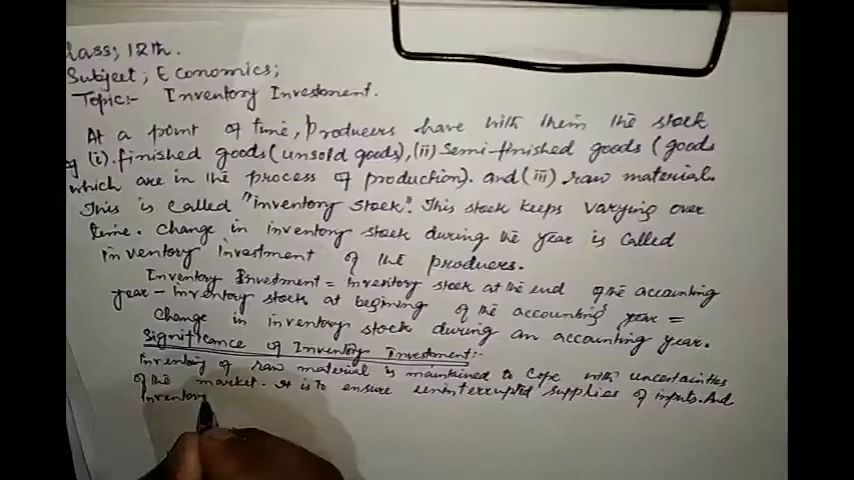 lass; 12th.
Subject; Economics;
Topic:- Inventory Investment.
At a point of time, producers have with them the stock
of (i). finished goods (unsold goods), (ii) Semi-finished goods (goods
which are in the process of production). and (iii) raw material.
This is called "inventory stock". This stock keeps varying over
time. Change in inventory stock during the year is called
inventory investment of the producers.
Inventory Investment = Inventory stock at the end of the accounting
year - Inventory stock at begining of the accounting year =
Change in inventory stock during an accounting year.
Significance of Inventory Investment:-
Inventory of raw material is maintained to cope with uncertainties
of the market. It is to ensure uninterrupted supplies of inputs. And
Inventory